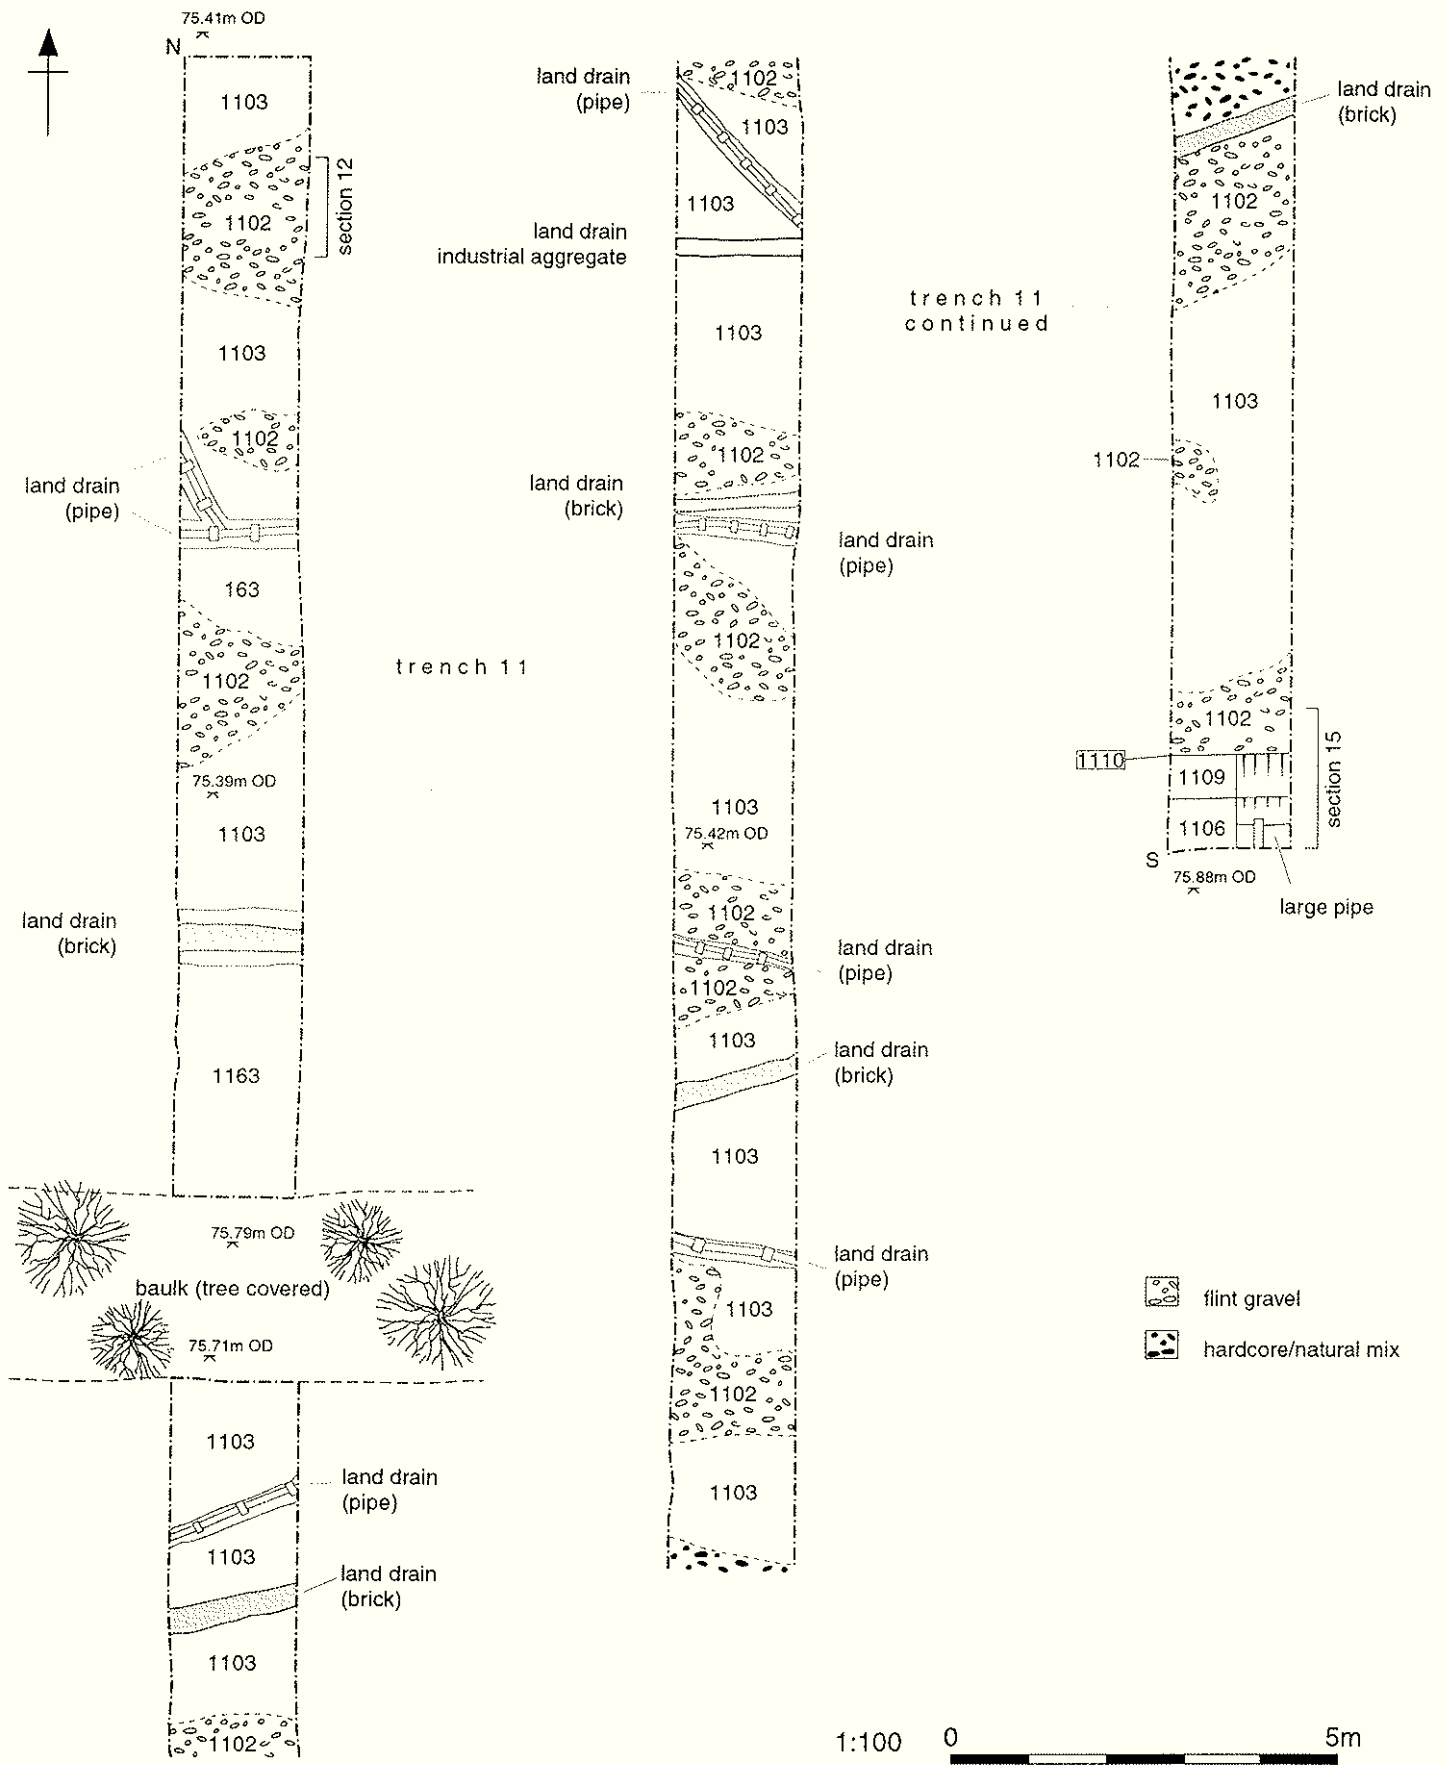 75.41m OD
N
1103
section 12
1102
1103
1102
land drain
(pipe)
163
1102
75.39m OD
1103
land drain
(brick)
1163
75.79m OD
baulk (tree covered)
75.71m OD
1103
land drain
(pipe)
1103
land drain
(brick)
1103
1102
trench 11
land drain
(pipe)
1102
1103
1103
land drain
industrial aggregate
1103
1102
land drain
(brick)
land drain
(pipe)
1102
1103
75.42m OD
1102
land drain
(pipe)
1102
1103
land drain
(brick)
1103
land drain
(pipe)
1103
1102
1103
trench 11
continued
land drain
(brick)
1102
1103
1102
1102
1110
1109
section 15
1106
S
75.88m OD
large pipe
flint gravel
hardcore/natural mix
1:100
0
5m